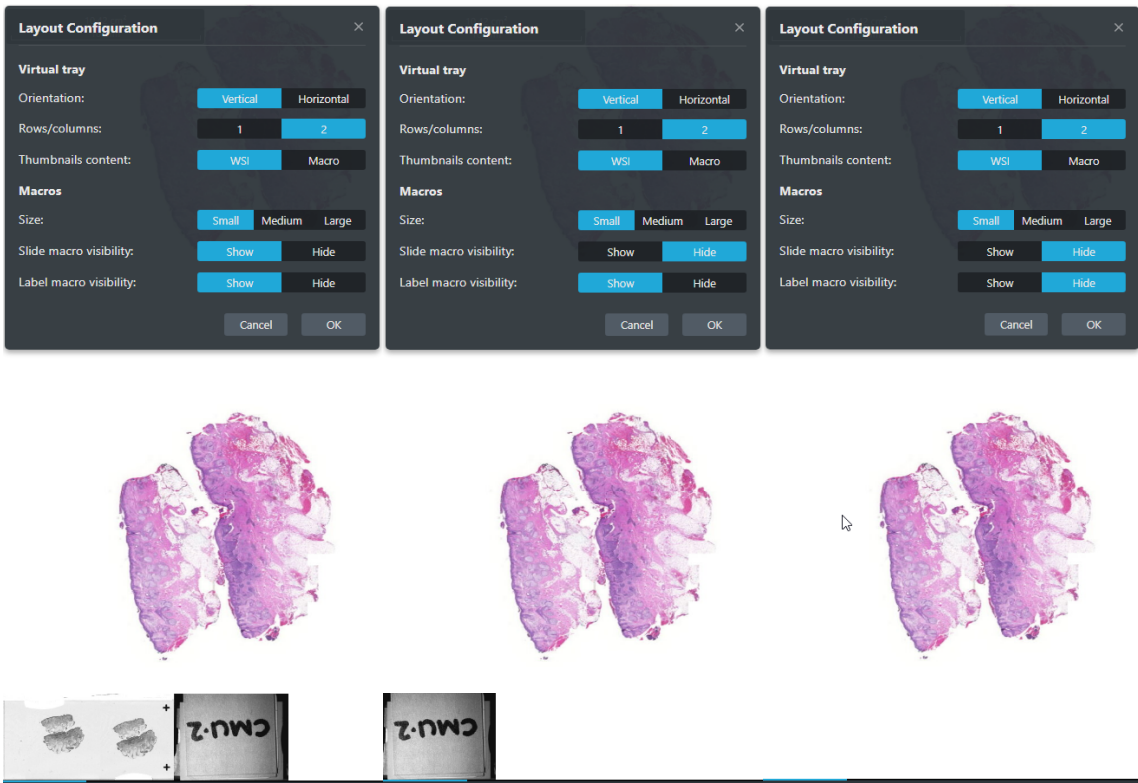 Layout Configuration ×
Virtual tray
Orientation: Vertical Horizontal
Rows/columns: 1 2
Thumbnails content: WSI Macro
Macros
Size: Small Medium Large
Slide macro visibility: Show Hide
Label macro visibility: Show Hide
Cancel OK
Layout Configuration ×
Virtual tray
Orientation: Vertical Horizontal
Rows/columns: 1 2
Thumbnails content: WSI Macro
Macros
Size: Small Medium Large
Slide macro visibility: Show Hide
Label macro visibility: Show Hide
Cancel OK
Layout Configuration ×
Virtual tray
Orientation: Vertical Horizontal
Rows/columns: 1 2
Thumbnails content: WSI Macro
Macros
Size: Small Medium Large
Slide macro visibility: Show Hide
Label macro visibility: Show Hide
Cancel OK
CMU-2
CMU-2